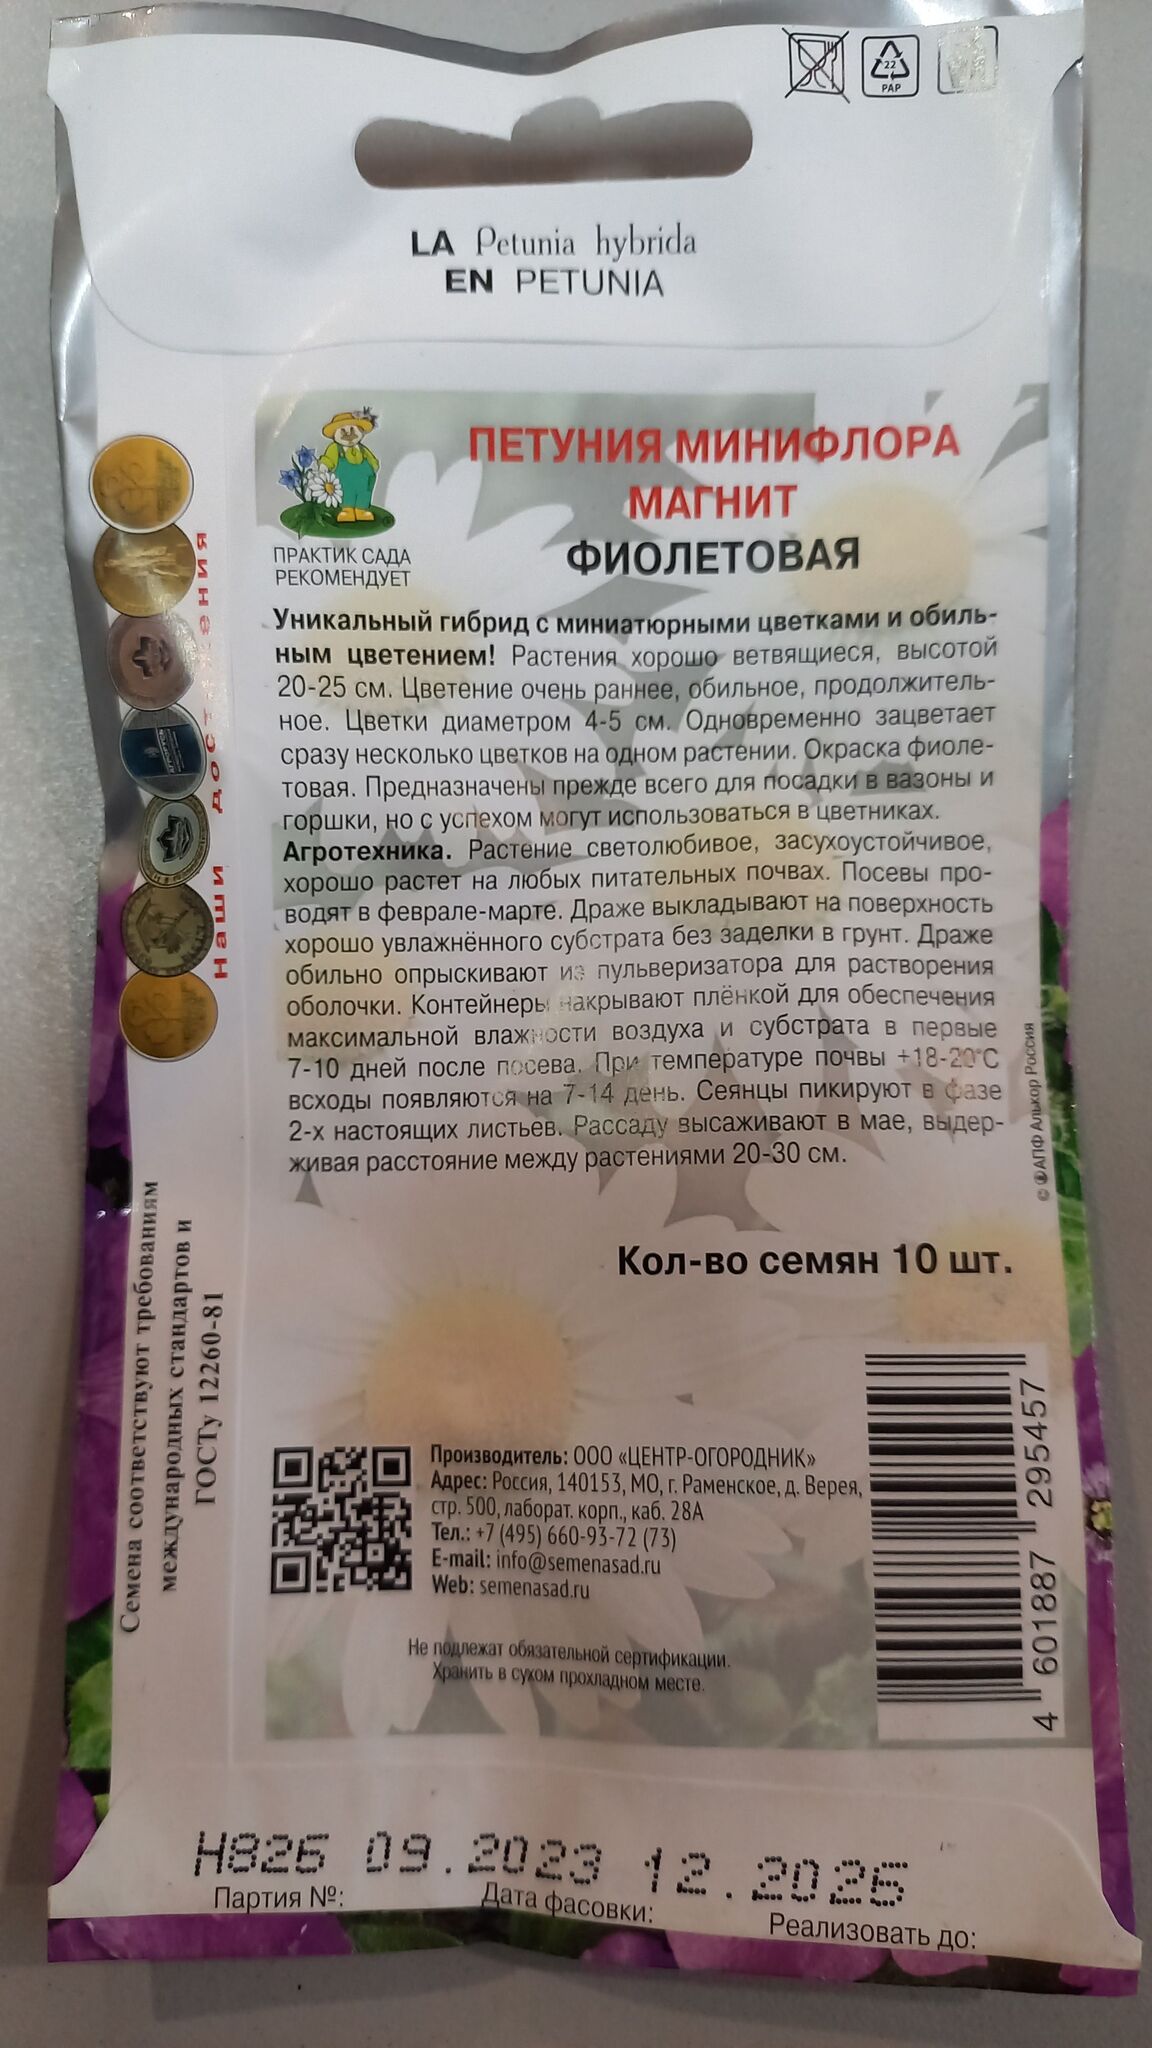 22
PAP
LA Petunia hybrida
EN PETUNIA
ПЕТУНИЯ МИНИФЛОРА
МАГНИТ
ФИОЛЕТОВАЯ
ПРАКТИК САДА
РЕКОМЕНДУЕТ
Уникальный гибрид с миниатюрными цветками и обиль-
ным цветением! Растения хорошо ветвящиеся, высотой
20-25 см. Цветение очень раннее, обильное, продолжитель-
ное. Цветки диаметром 4-5 см. Одновременно зацветает
сразу несколько цветков на одном растении. Окраска фиоле-
товая. Предназначены прежде всего для посадки в вазоны и
горшки, но с успехом могут использоваться в цветниках.
Агротехника. Растение светолюбивое, засухоустойчивое,
хорошо растет на любых питательных почвах. Посевы про-
водят в феврале-марте. Драже выкладывают на поверхность
хорошо увлажнённого субстрата без заделки в грунт. Драже
обильно опрыскивают из пульверизатора для растворения
оболочки. Контейнеры накрывают плёнкой для обеспечения
максимальной влажности воздуха и субстрата в первые
7-10 дней после посева. При температуре почвы +18-20°С
всходы появляются на 7-14 день. Сеянцы пикируют в фазе
2-х настоящих листьев. Рассаду высаживают в мае, выдер-
живая расстояние между растениями 20-30 см.
Наши достижения
© АПФ Алькор Россия
Кол-во семян 10 шт.
Семена соответствуют требованиям
международных стандартов и
ГОСТу 12260-81
Производитель: ООО «ЦЕНТР-ОГОРОДНИК»
Адрес: Россия, 140153, МО, г. Раменское, д. Верея,
стр. 500, лаборат. корп., каб. 28А
Тел.: +7 (495) 660-93-72 (73)
E-mail: info@semenasad.ru
Web: semenasad.ru
Не подлежат обязательной сертификации.
Хранить в сухом прохладном месте.
4 601887 295457
Н825 09.2023 12.2025
Партия №:
Дата фасовки:
Реализовать до: